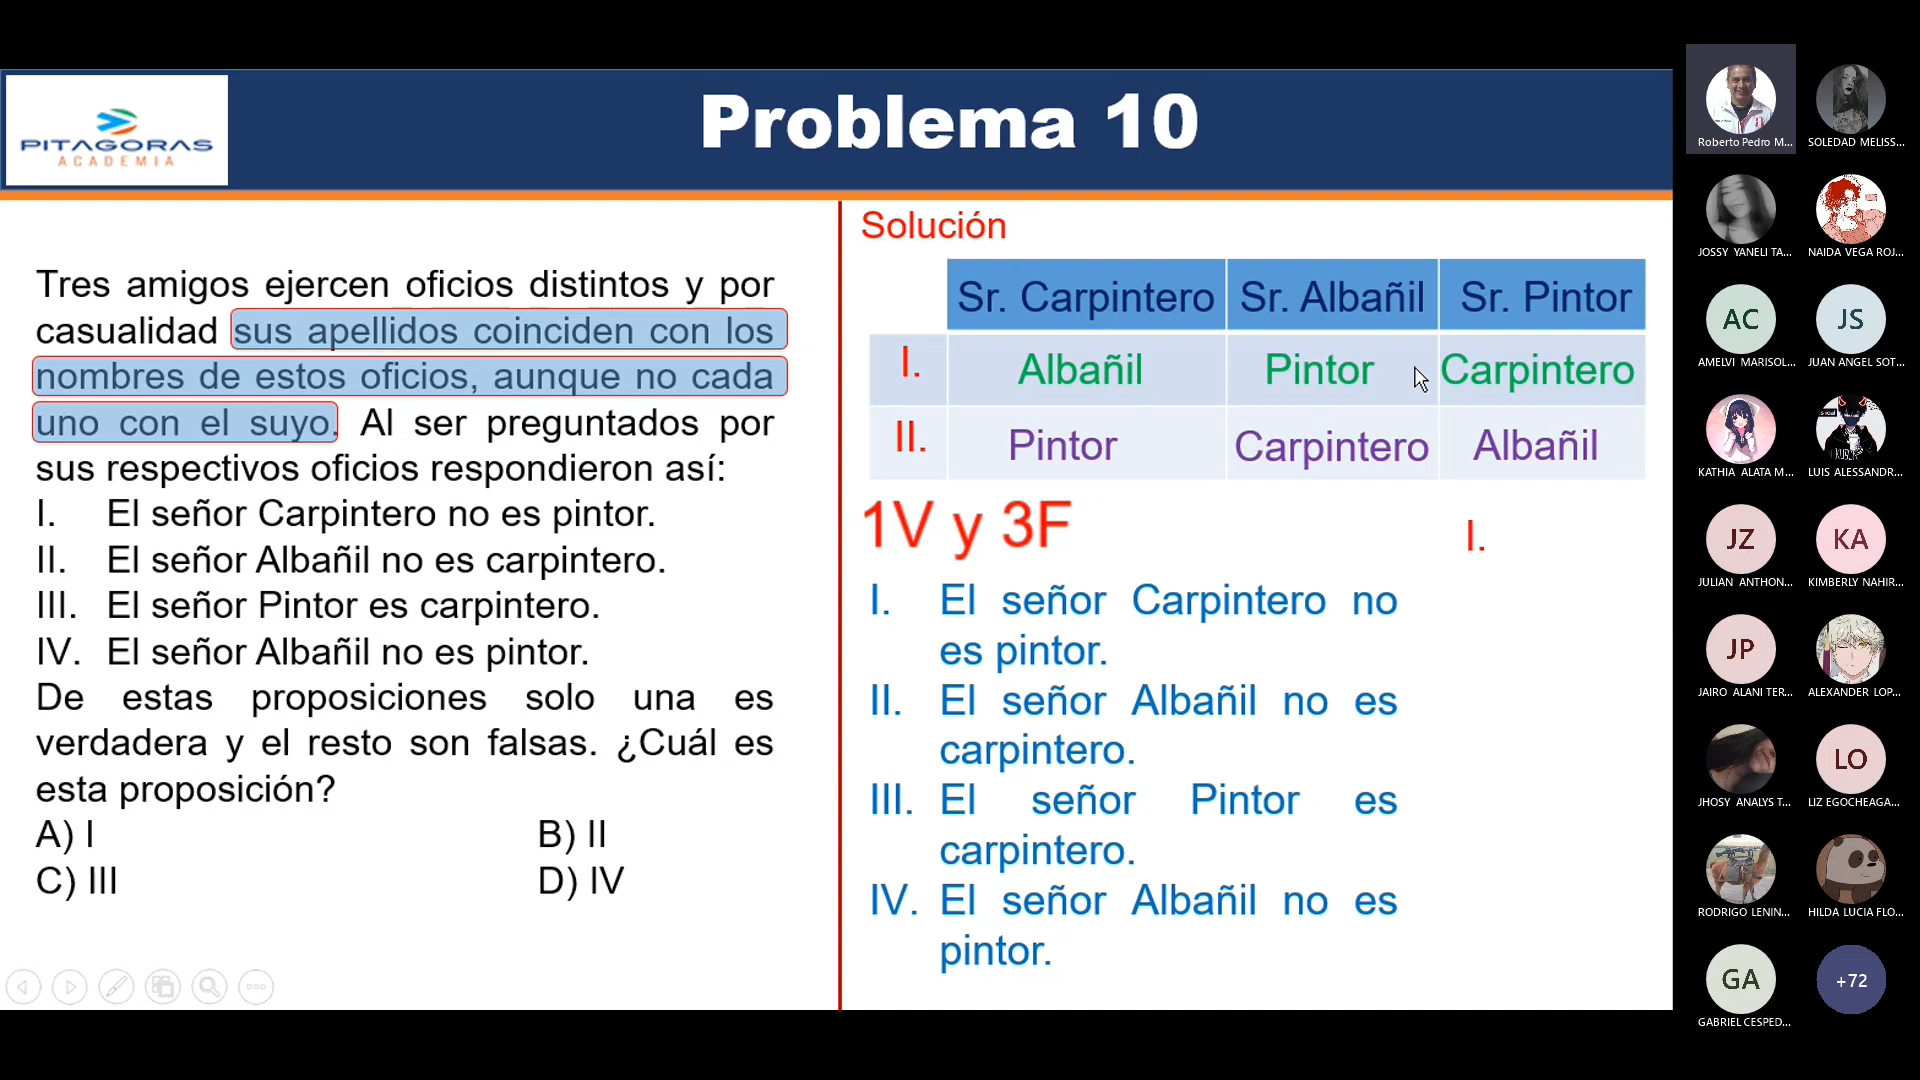 PITAGORAS
ACADEMIA
Problema 10
Tres amigos ejercen oficios distintos y por
casualidad sus apellidos coinciden con los
nombres de estos oficios, aunque no cada
uno con el suyo. Al ser preguntados por
sus respectivos oficios respondieron así:
I. El señor Carpintero no es pintor.
II. El señor Albañil no es carpintero.
III. El señor Pintor es carpintero.
IV. El señor Albañil no es pintor.
De estas proposiciones solo una es
verdadera y el resto son falsas. ¿Cuál es
esta proposición?
A) I B) II
C) III D) IV
Solución
Sr. Carpintero Sr. Albañil Sr. Pintor
I. Albañil Pintor Carpintero
II. Pintor Carpintero Albañil
1V y 3F
I.
I. El señor Carpintero no
es pintor.
II. El señor Albañil no es
carpintero.
III. El señor Pintor es
carpintero.
IV. El señor Albañil no es
pintor.
Roberto Pedro M...
SOLEDAD MELISS...
JOSSY YANELI TA...
NAIDA VEGA ROJ...
AC
AMELVI MARISOL...
JS
JUAN ANGEL SOT...
KATHIA ALATA M...
LUIS ALESSANDR...
JZ
JULIAN ANTHON...
KA
KIMBERLY NAHIR...
JP
JAIRO ALANI TER...
ALEXANDER LOP...
JHOSY ANALYS T...
LO
LIZ EGOCHEAGA...
RODRIGO LENIN...
HILDA LUCIA FLO...
GA
GABRIEL CESPED...
+72